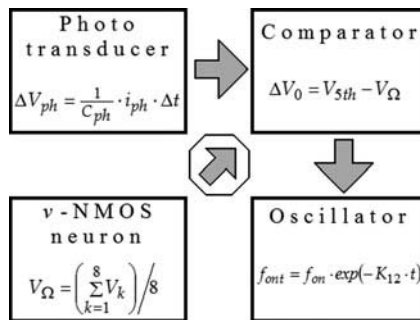 Photo
transducer
ΔV_ph = 1/C_ph · i_ph · Δt
Comparator
ΔV_0 = V_5th − V_Ω
v-NMOS
neuron
V_Ω = (∑_{k=1}^{8} V_k)/8
Oscillator
f_ont = f_on · exp(−K_12 · t)